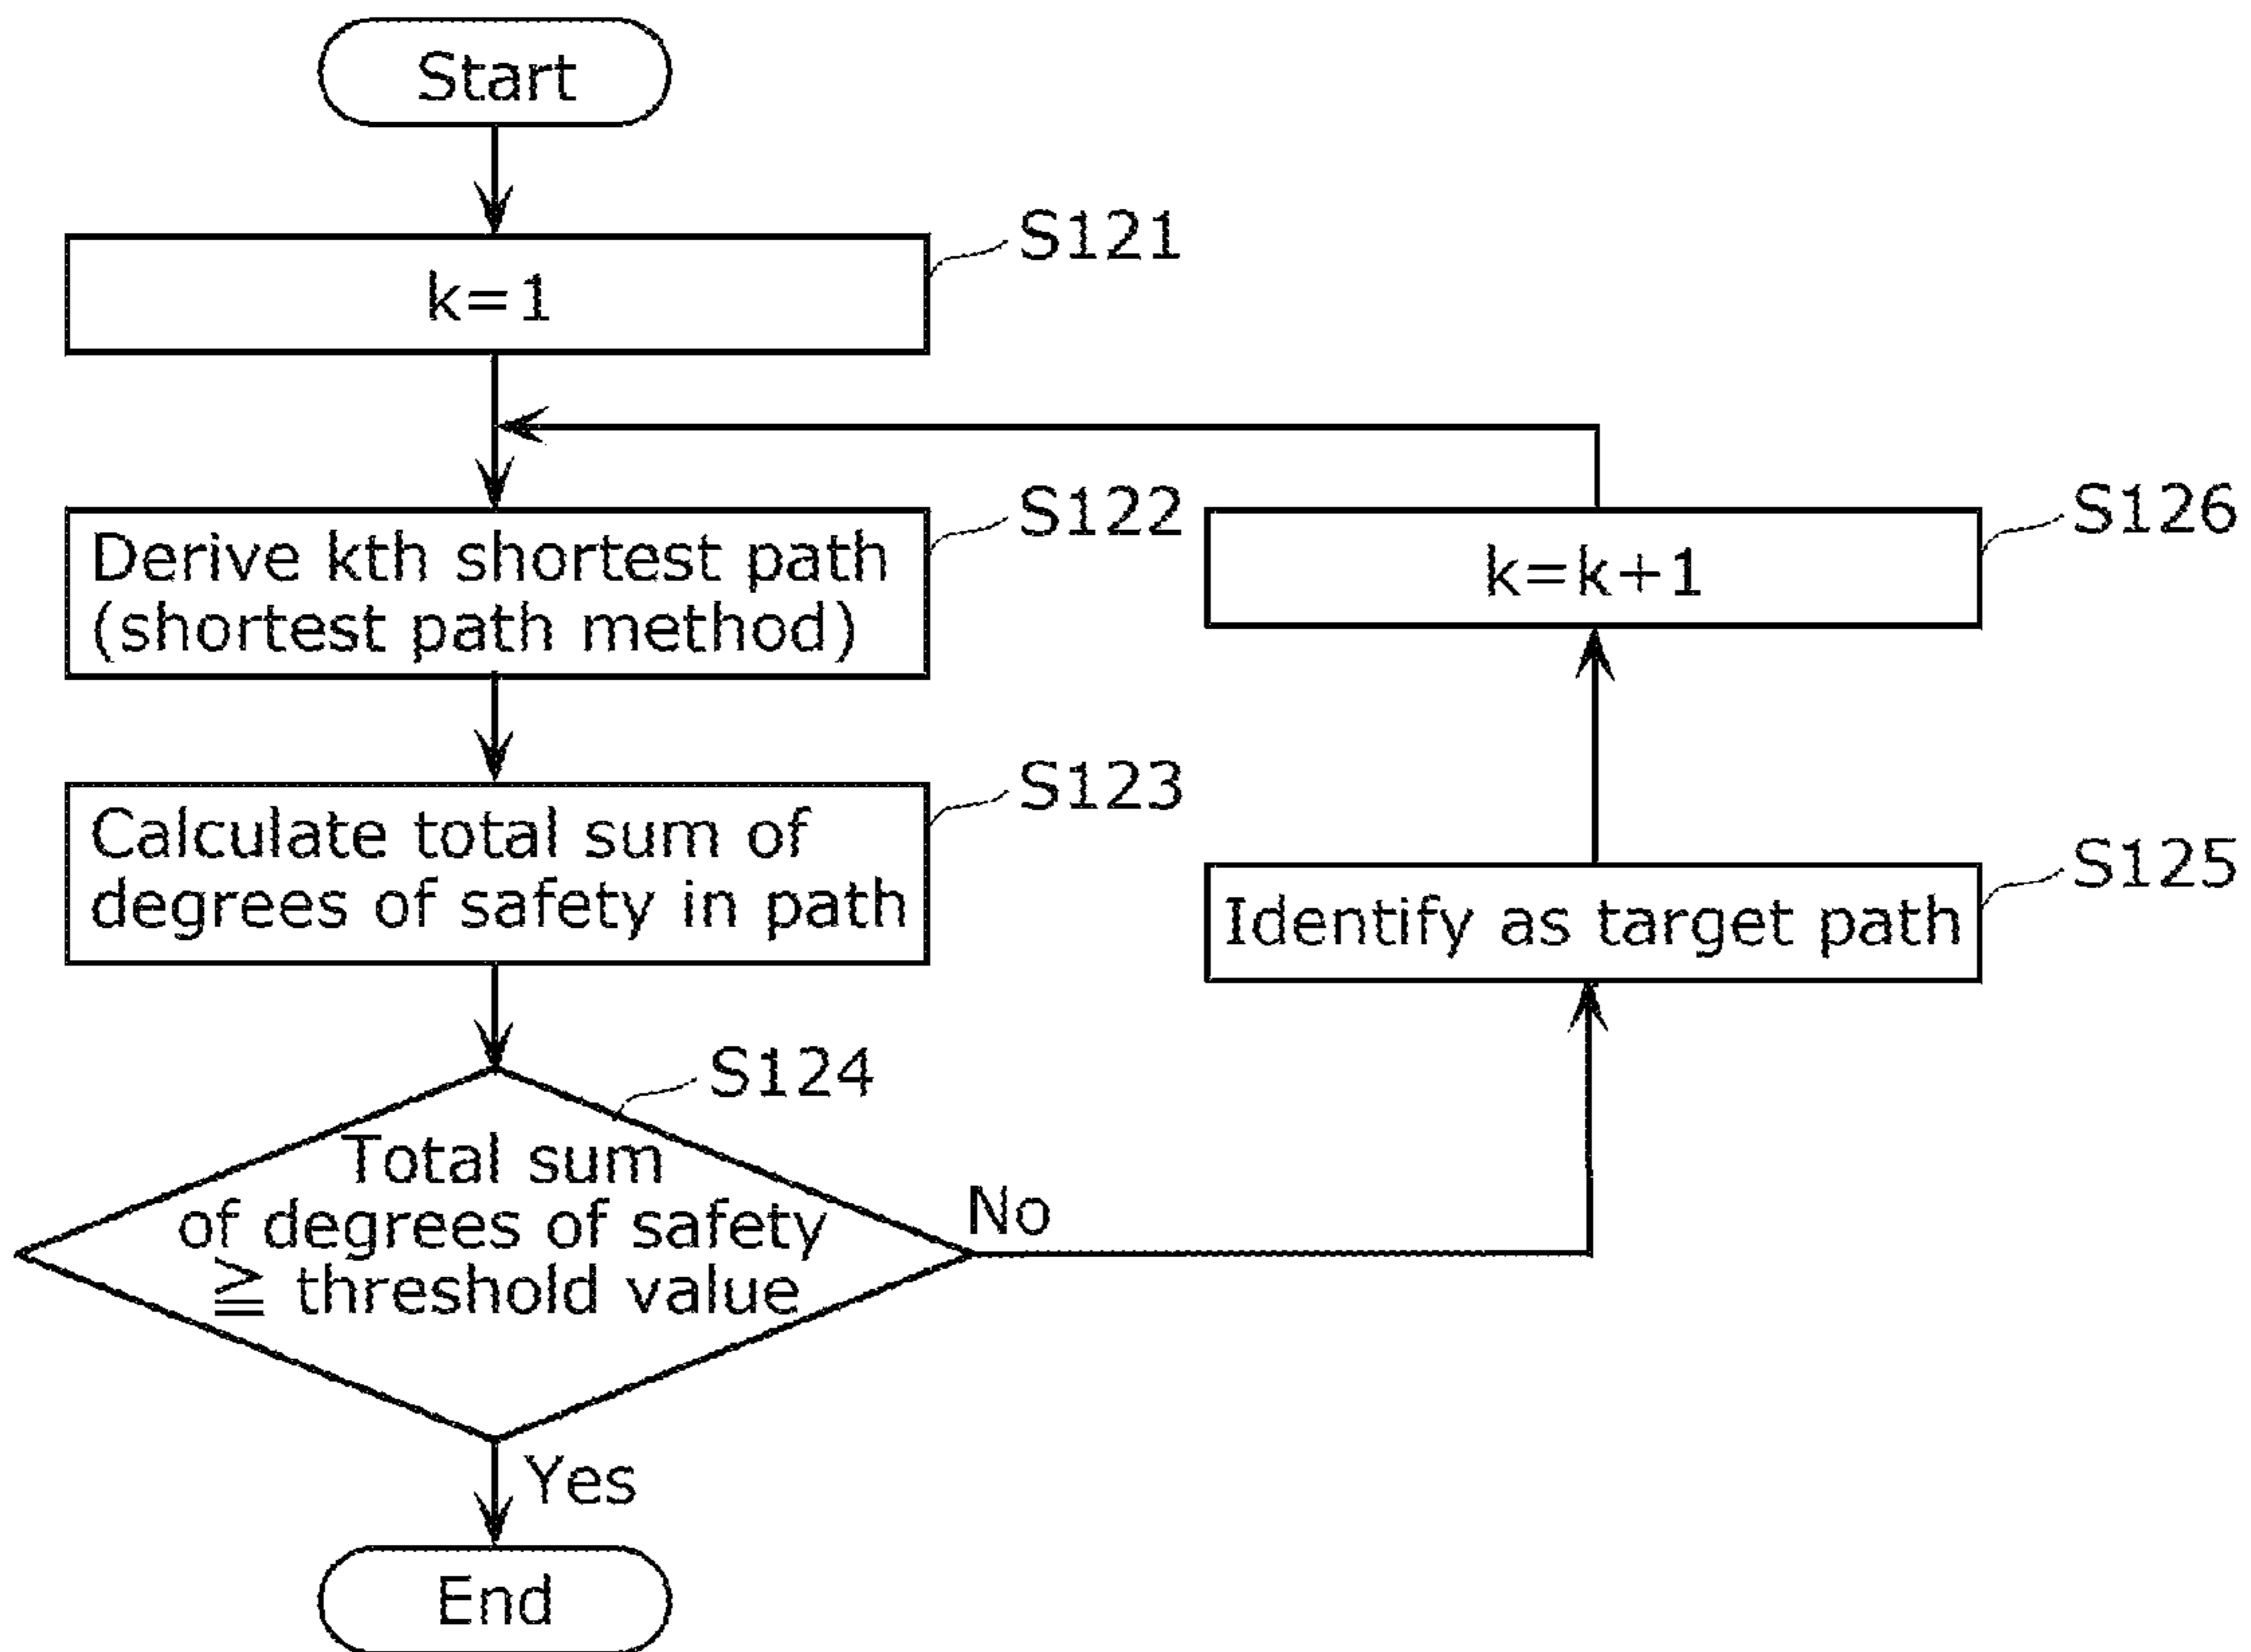 Start
S121
k=1
S122
Derive kth shortest path
(shortest path method)
S126
k=k+1
S123
Calculate total sum of
degrees of safety in path
S125
Identify as target path
S124
Total sum
of degrees of safety
≧ threshold value
No
Yes
End